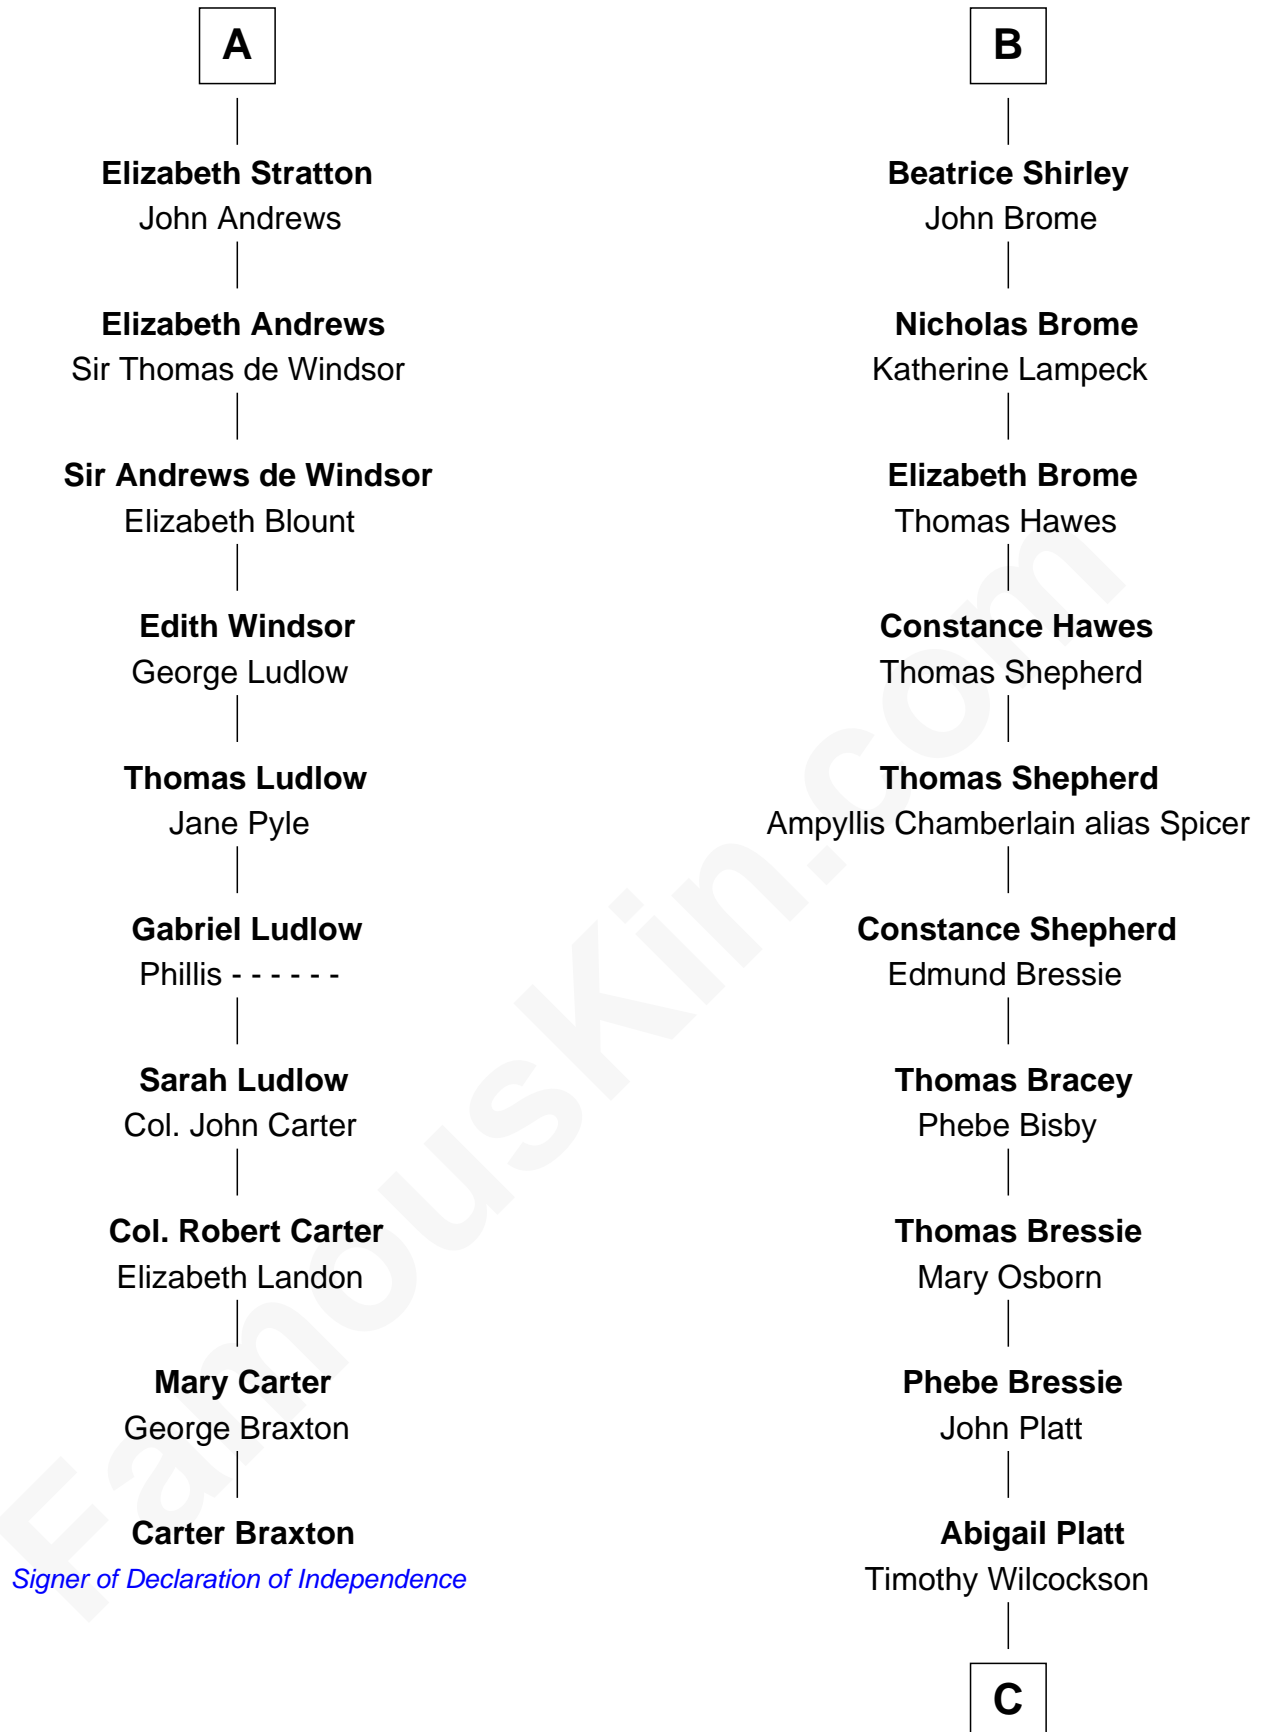 A
Elizabeth Stratton
John Andrews
Elizabeth Andrews
Sir Thomas de Windsor
Sir Andrews de Windsor
Elizabeth Blount
Edith Windsor
George Ludlow
Thomas Ludlow
Jane Pyle
Gabriel Ludlow
Phillis - - - - - -
Sarah Ludlow
Col. John Carter
Col. Robert Carter
Elizabeth Landon
Mary Carter
George Braxton
Carter Braxton
Signer of Declaration of Independence
B
Beatrice Shirley
John Brome
Nicholas Brome
Katherine Lampeck
Elizabeth Brome
Thomas Hawes
Constance Hawes
Thomas Shepherd
Thomas Shepherd
Ampyllis Chamberlain alias Spicer
Constance Shepherd
Edmund Bressie
Thomas Bracey
Phebe Bisby
Thomas Bressie
Mary Osborn
Phebe Bressie
John Platt
Abigail Platt
Timothy Wilcockson
C
FamousKin.com